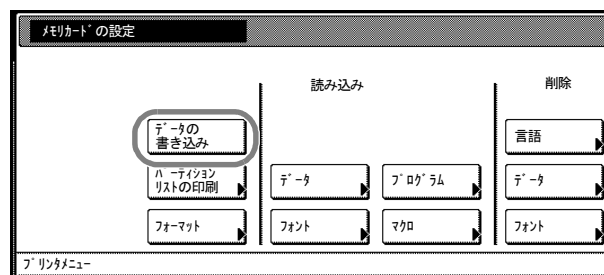 ﾒﾓﾘｶｰﾄﾞの設定
読み込み
削除
ﾃﾞｰﾀの
書き込み
言語
ﾊﾟｰﾃｨｼｮﾝ
ﾘｽﾄの印刷
ﾃﾞｰﾀ
ﾌﾟﾛｸﾞﾗﾑ
ﾃﾞｰﾀ
ﾌｫｰﾏｯﾄ
ﾌｫﾝﾄ
ﾏｸﾛ
ﾌｫﾝﾄ
ﾌﾟﾘﾝﾀﾒﾆｭｰ